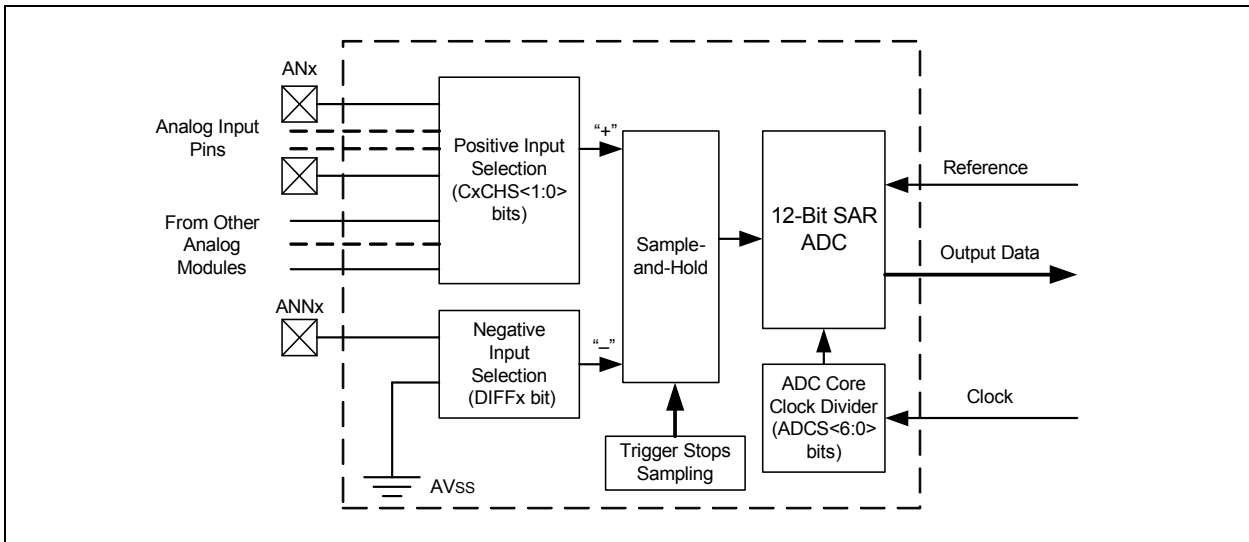 ANx
Analog Input
Pins
From Other
Analog
Modules
ANNx
Positive Input
Selection
(CxCHS<1:0>
bits)
Negative
Input
Selection
(DIFFx bit)
AVSS
“+”
“–”
Sample-
and-Hold
Trigger Stops
Sampling
12-Bit SAR
ADC
ADC Core
Clock Divider
(ADCS<6:0>
bits)
Reference
Output Data
Clock